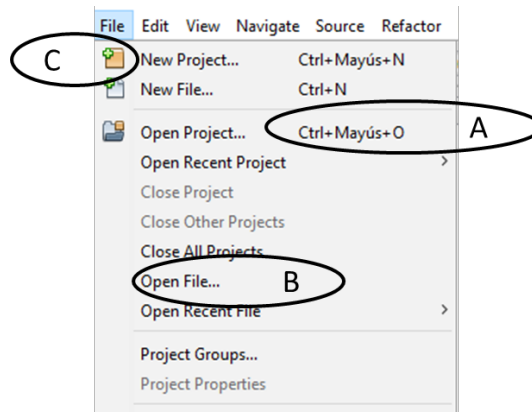 File Edit View Navigate Source Refactor
C New Project... Ctrl+Mayús+N
New File... Ctrl+N
Open Project... Ctrl+Mayús+O A
Open Recent Project
Close Project
Close Other Projects
Close All Projects
Open File... B
Open Recent File
Project Groups...
Project Properties